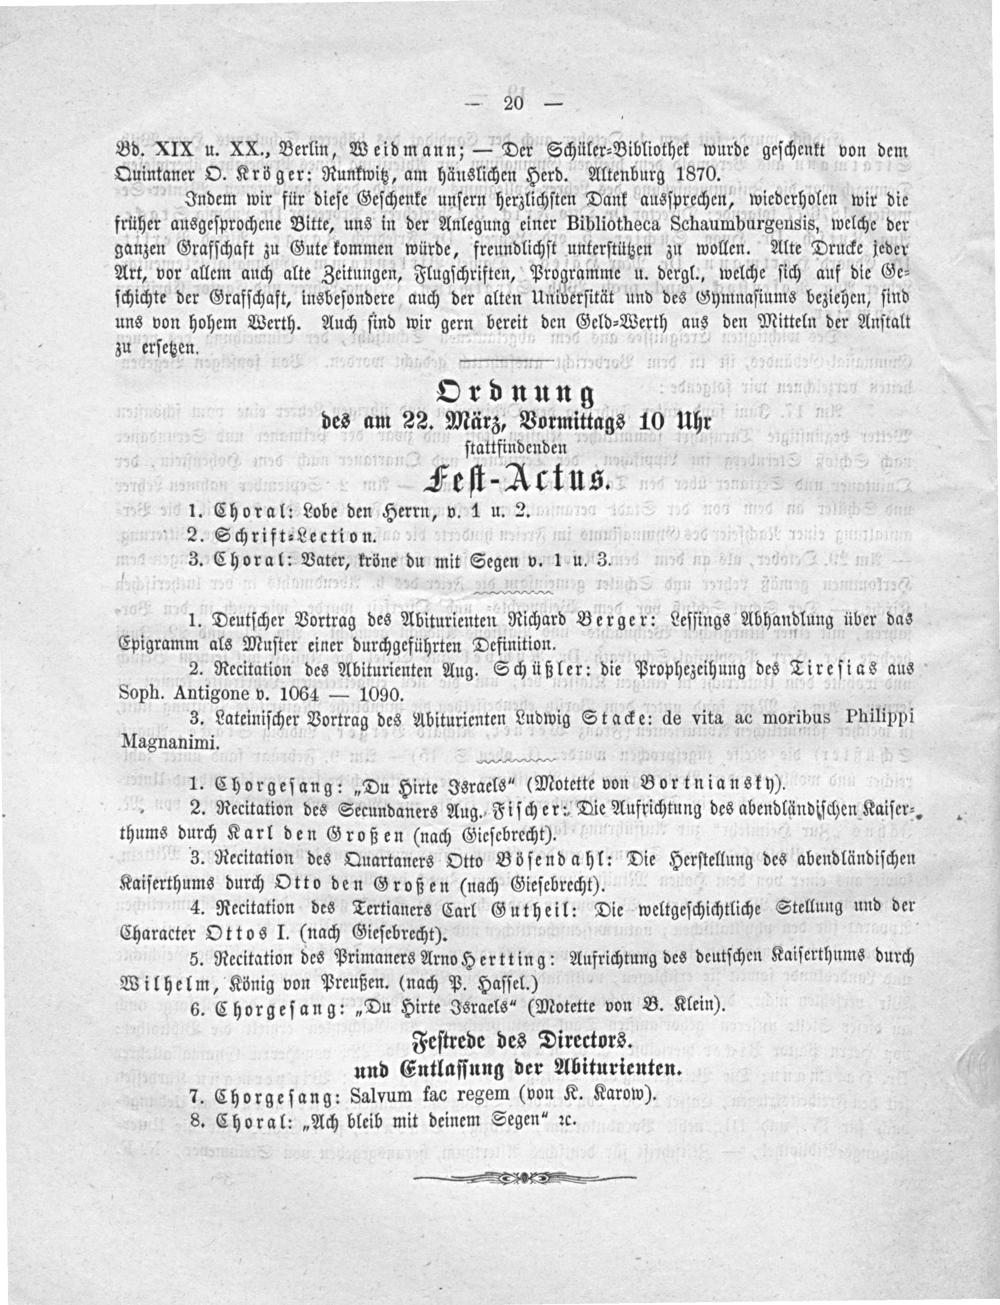 — 20 —
Bd. XIX u. XX., Berlin, Weidmann; — Der Schüler-Bibliothek wurde geschenkt von dem
Quintaner O. Kröger: Runkwitz, am häuslichen Herd. Altenburg 1870.
Indem wir für diese Geschenke unsern herzlichsten Dank aussprechen, wiederholen wir die
früher ausgesprochene Bitte, uns in der Anlegung einer Bibliotheca Schaumburgensis, welche der
ganzen Grafschaft zu Gute kommen würde, freundlichst unterstützen zu wollen. Alte Drucke jeder
Art, vor allem auch alte Zeitungen, Flugschriften, Programme u. dergl., welche sich auf die Ge-
schichte der Grafschaft, insbesondere auch der alten Universität und des Gymnasiums beziehen, sind
uns von hohem Werth. Auch sind wir gern bereit den Geld-Werth aus den Mitteln der Anstalt
zu ersetzen.
Ordnung
des am 22. März, Vormittags 10 Uhr
stattfindenden
Fest-Actus.
1. Choral: Lobe den Herrn, v. 1 u. 2.
2. Schrift-Lection.
3. Choral: Vater, kröne du mit Segen v. 1 u. 3.
1. Deutscher Vortrag des Abiturienten Richard Berger: Lessings Abhandlung über das
Epigramm als Muster einer durchgeführten Definition.
2. Recitation des Abiturienten Aug. Schüßler: die Prophezeihung des Tiresias aus
Soph. Antigone v. 1064 — 1090.
3. Lateinischer Vortrag des Abiturienten Ludwig Stacke: de vita ac moribus Philippi
Magnanimi.
1. Chorgesang: „Du Hirte Israels“ (Motette von Bortniansky).
2. Recitation des Secundaners Aug. Fischer: Die Aufrichtung des abendländischen Kaiser-
thums durch Karl den Großen (nach Giesebrecht).
3. Recitation des Quartaners Otto Bösendahl: Die Herstellung des abendländischen
Kaiserthums durch Otto den Großen (nach Giesebrecht).
4. Recitation des Tertianers Carl Gutheil: Die weltgeschichtliche Stellung und der
Character Ottos I. (nach Giesebrecht).
5. Recitation des Primaners Arno Hertting: Aufrichtung des deutschen Kaiserthums durch
Wilhelm, König von Preußen. (nach P. Hassel.)
6. Chorgesang: „Du Hirte Israels“ (Motette von B. Klein).
Festrede des Directors.
und Entlassung der Abiturienten.
7. Chorgesang: Salvum fac regem (von K. Karow).
8. Choral: „Ach bleib mit deinem Segen“ ꝛc.